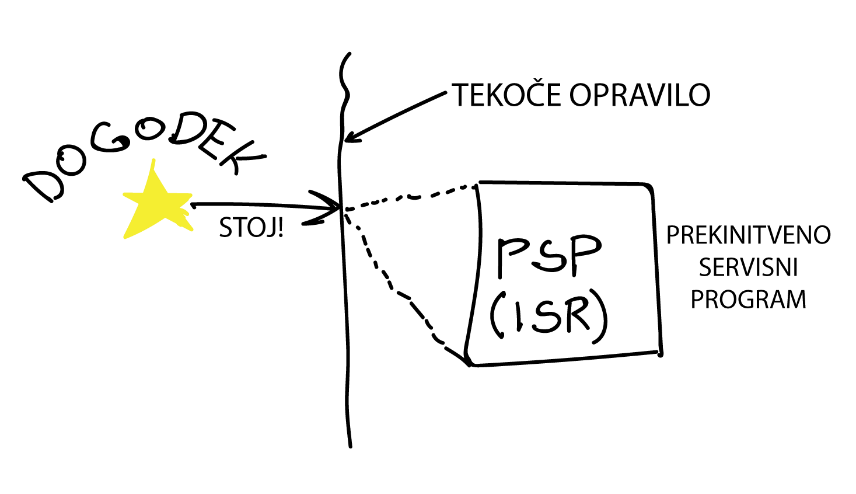 DOGODEK
STOJ!
TEKOČE OPRAVILO
PSP
(ISR)
PREKINITVENO
SERVISNI
PROGRAM